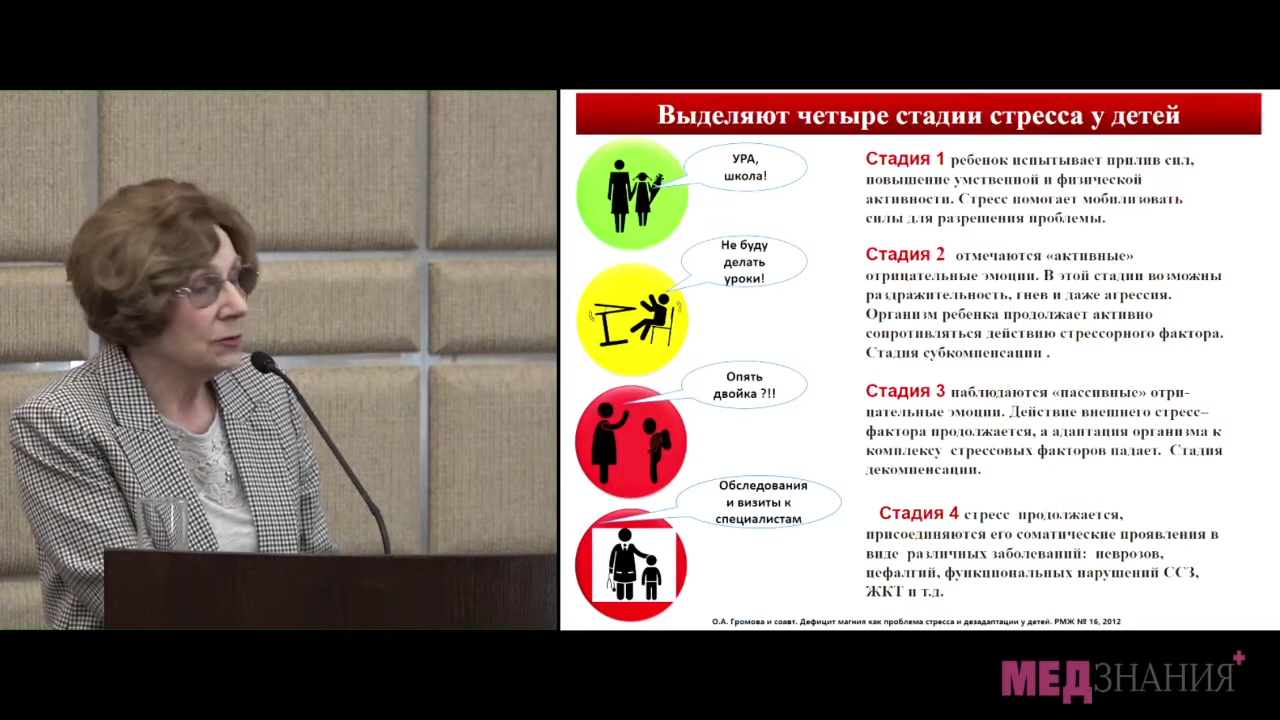 Выделяют четыре стадии стресса у детей
УРА,
школа!
Стадия 1 ребенок испытывает прилив сил,
повышение умственной и физической
активности. Стресс помогает мобилизовать
силы для разрешения проблемы.
Не буду
делать
уроки!
Стадия 2 отмечаются «активные»
отрицательные эмоции. В этой стадии возможны
раздражительность, гнев и даже агрессия.
Организм ребенка продолжает активно
сопротивляться действию стрессорного фактора.
Стадия субкомпенсации .
Опять
двойка ?!!
Стадия 3 наблюдаются «пассивные» отри-
цательные эмоции. Действие внешнего стресс–
фактора продолжается, а адаптация организма к
комплексу стрессовых факторов падает. Стадия
декомпенсации.
Обследования
и визиты к
специалистам
Стадия 4 стресс продолжается,
присоединяются его соматические проявления в
виде различных заболеваний: неврозов,
цефалгий, функциональных нарушений ССЗ,
ЖКТ и т.д.
О.А. Громова и соавт. Дефицит магния как проблема стресса и дезадаптации у детей. РМЖ № 16, 2012
МЕДЗНАНИЯ+